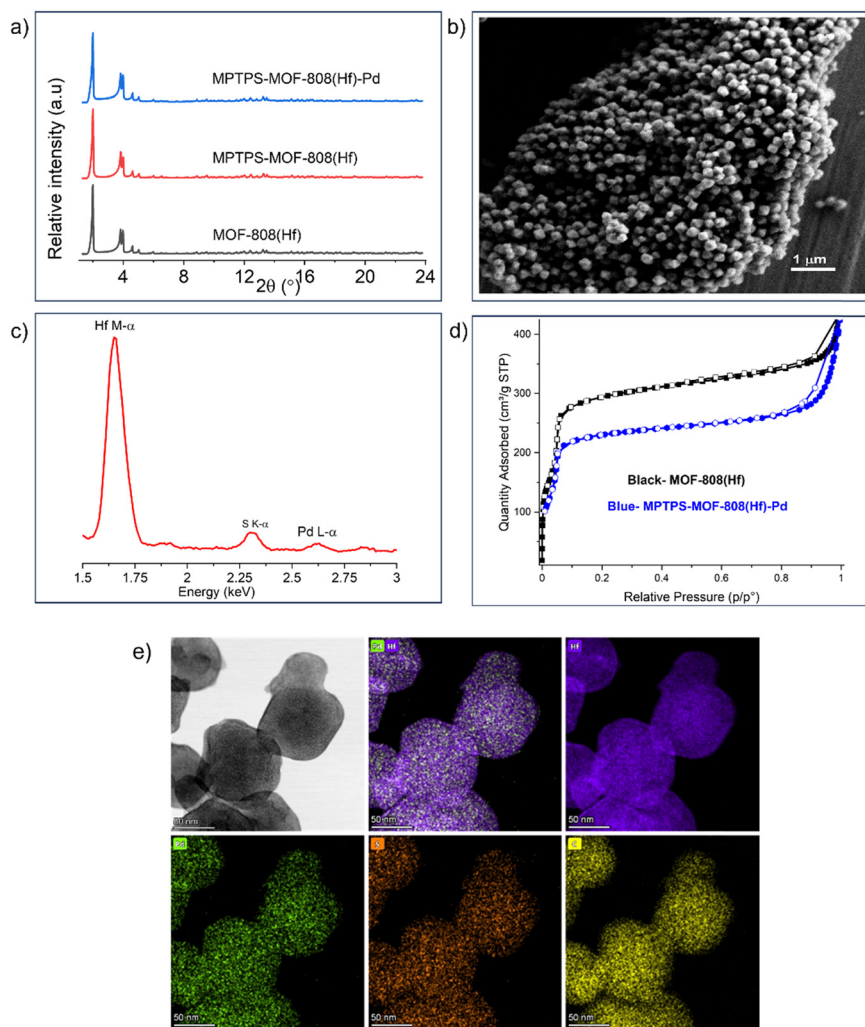 a)
MPTPS-MOF-808(Hf)-Pd
MPTPS-MOF-808(Hf)
MOF-808(Hf)
Relative intensity (a.u)
4 8 12 16 20 24
2θ (°)
b)
1 μm
c)
Hf M-α
S K-α
Pd L-α
1.5 1.75 2 2.25 2.5 2.75 3
Energy (keV)
d)
400
300
200
100
Quantity Adsorbed (cm³/g STP)
Black- MOF-808(Hf)
Blue- MPTPS-MOF-808(Hf)-Pd
0 0.2 0.4 0.6 0.8 1
Relative Pressure (p/p°)
e)
Pd Hf
Hf
50 nm
50 nm
50 nm
Pd
50 nm
50 nm
50 nm